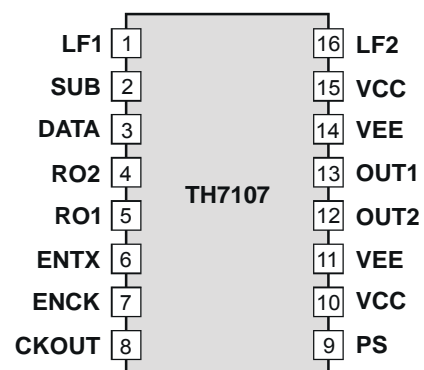 LF1 1 16 LF2
SUB 2 15 VCC
DATA 3 14 VEE
RO2 4 13 OUT1
TH7107
RO1 5 12 OUT2
ENTX 6 11 VEE
ENCK 7 10 VCC
CKOUT 8 9 PS